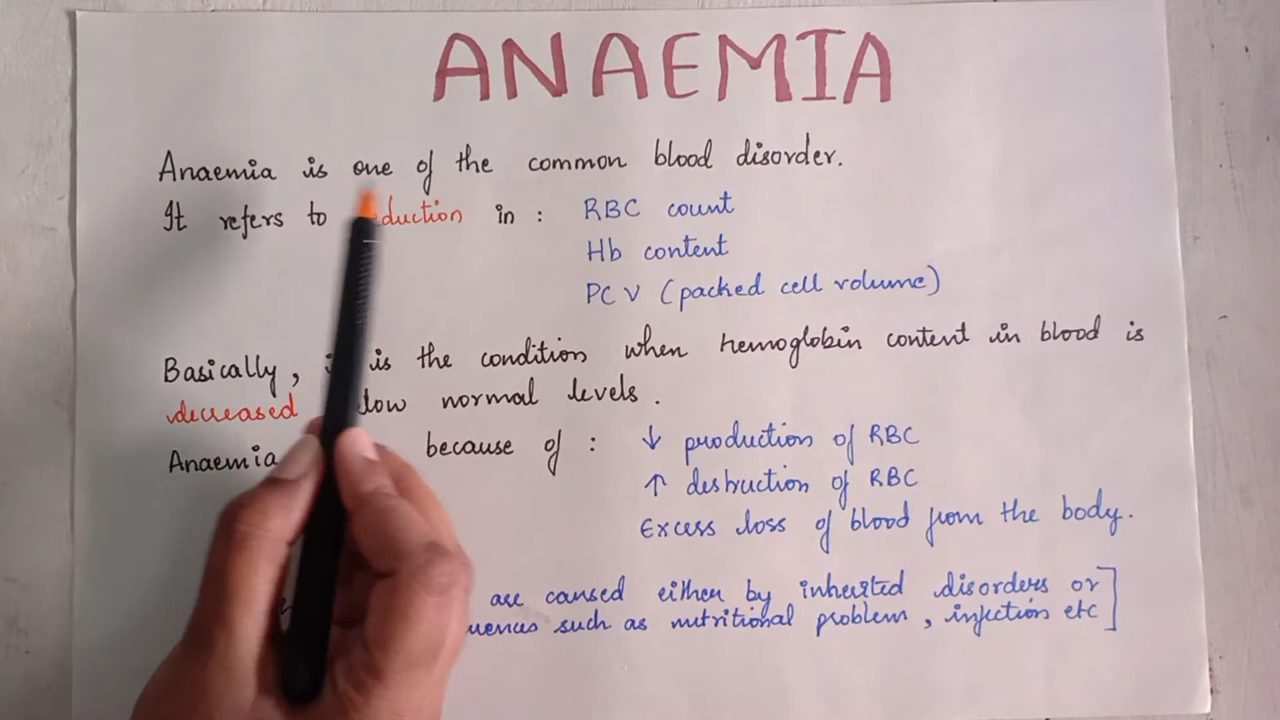 ANAEMIA
Anaemia is one of the common blood disorder.
It refers to duction in : RBC count
Hb content
PCV (packed cell volume)
Basically, is the condition when hemoglobin content in blood is
decreased low normal levels.
Anaemia because of : ↓ production of RBC
↑ destruction of RBC
Excess loss of blood from the body.
are caused either by inherited disorders or
such as nutritional problem, infection etc]